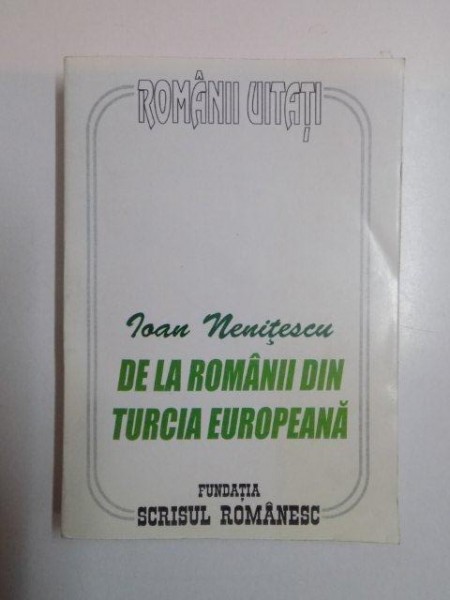 ROMÂNII UITAȚI
Ioan Nenițescu
DE LA ROMÂNII DIN
TURCIA EUROPEANĂ
FUNDAȚIA
SCRISUL ROMÂNESC